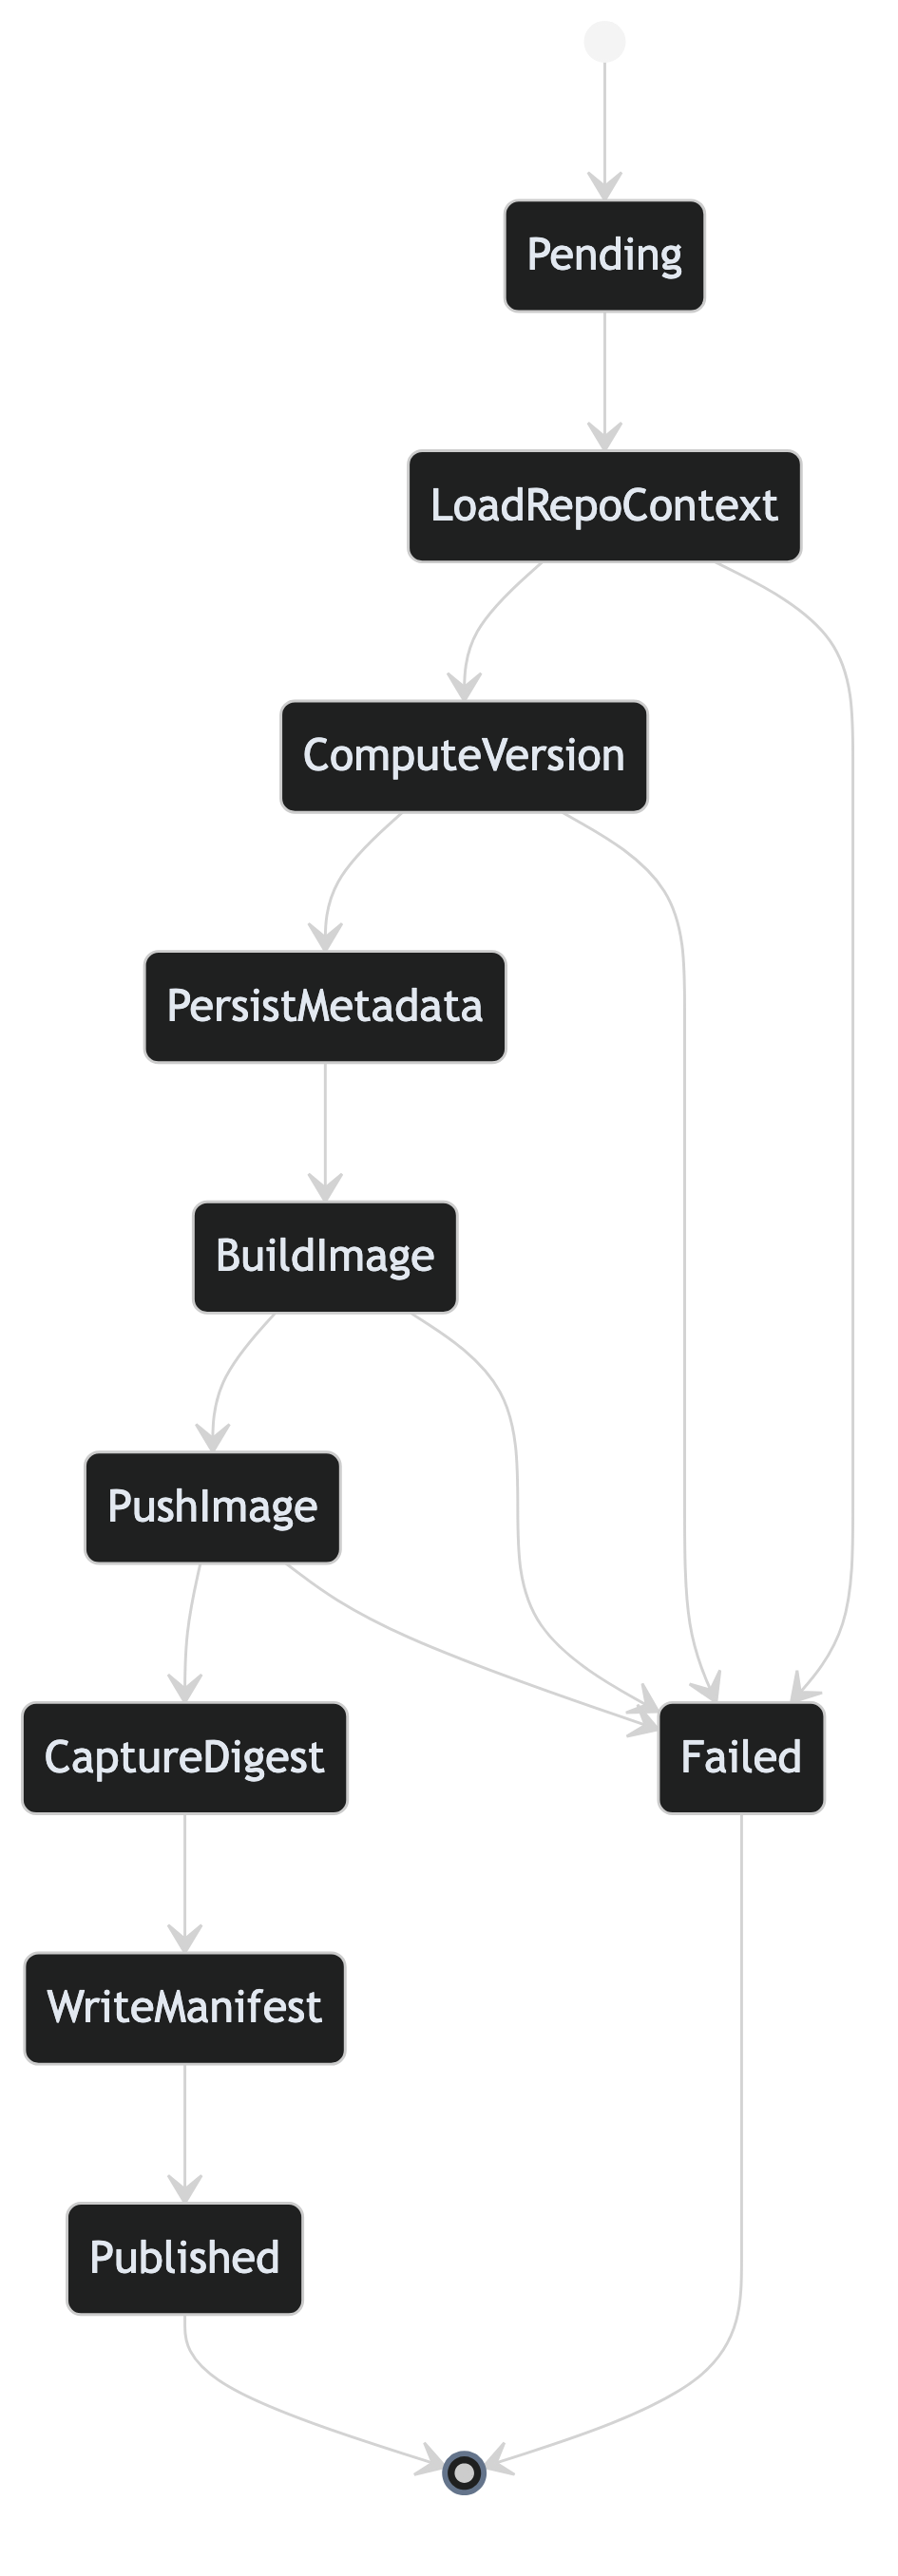 Pending
LoadRepoContext
ComputeVersion
PersistMetadata
BuildImage
PushImage
CaptureDigest
Failed
WriteManifest
Published